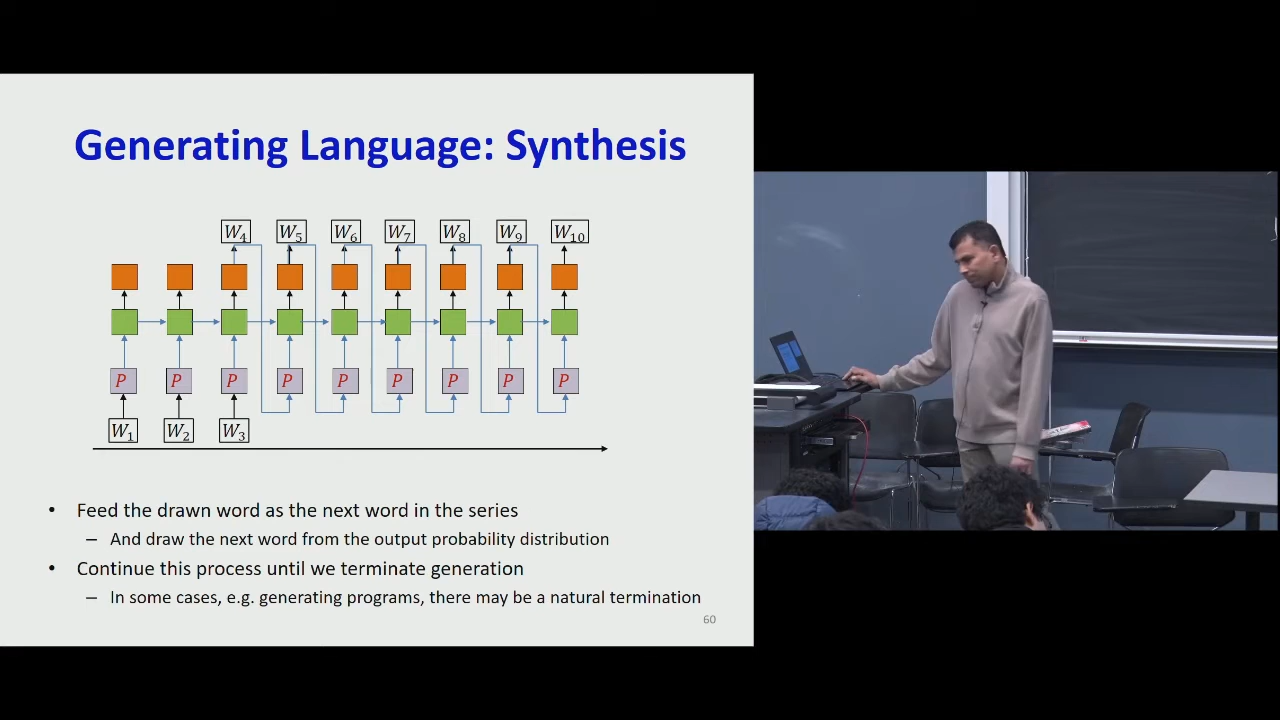 Generating Language: Synthesis
W4 W5 W6 W7 W8 W9 W10
P P P P P P P P P
W1 W2 W3
• Feed the drawn word as the next word in the series
– And draw the next word from the output probability distribution
• Continue this process until we terminate generation
– In some cases, e.g. generating programs, there may be a natural termination
60